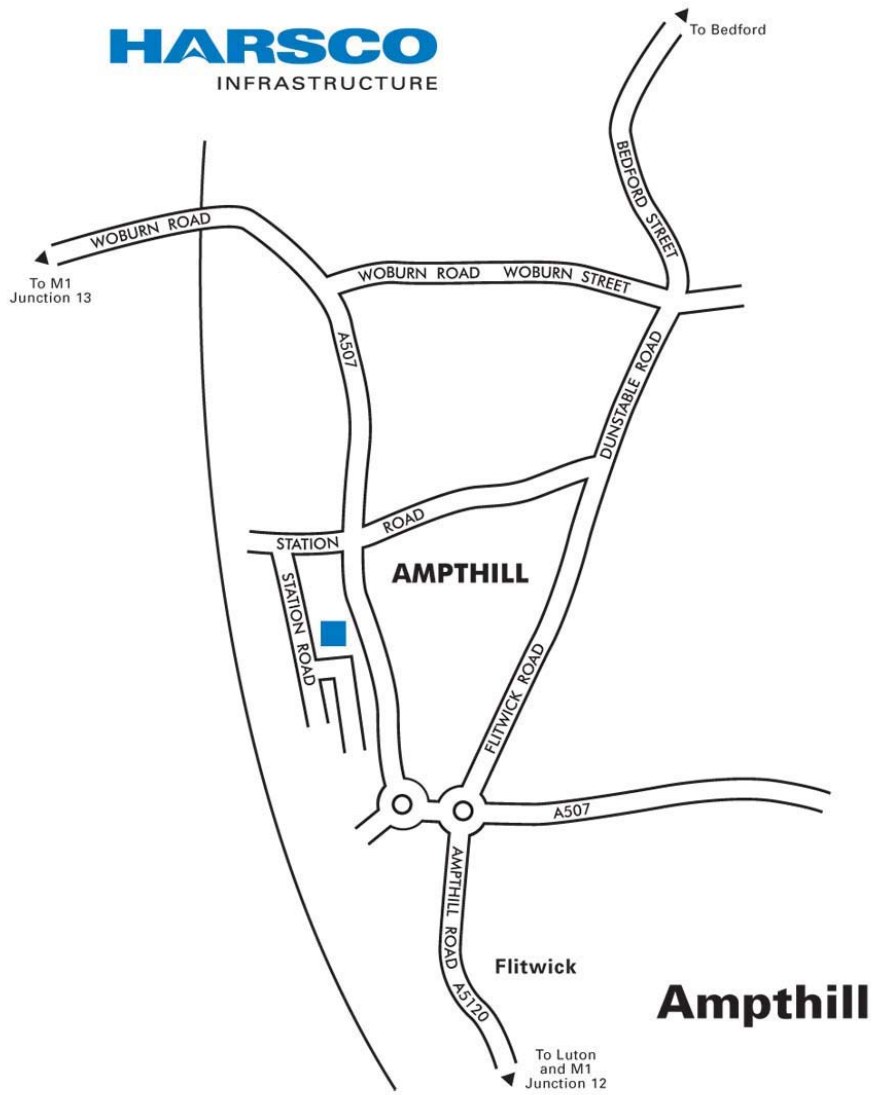 HARSCO
INFRASTRUCTURE
To Bedford
BEDFORD STREET
WOBURN ROAD
To M1
Junction 13
WOBURN ROAD WOBURN STREET
A507
DUNSTABLE ROAD
STATION ROAD
AMPTHILL
STATION ROAD
FLITWICK ROAD
A507
AMPTHILL ROAD A5120
Flitwick
Ampthill
To Luton
and M1
Junction 12